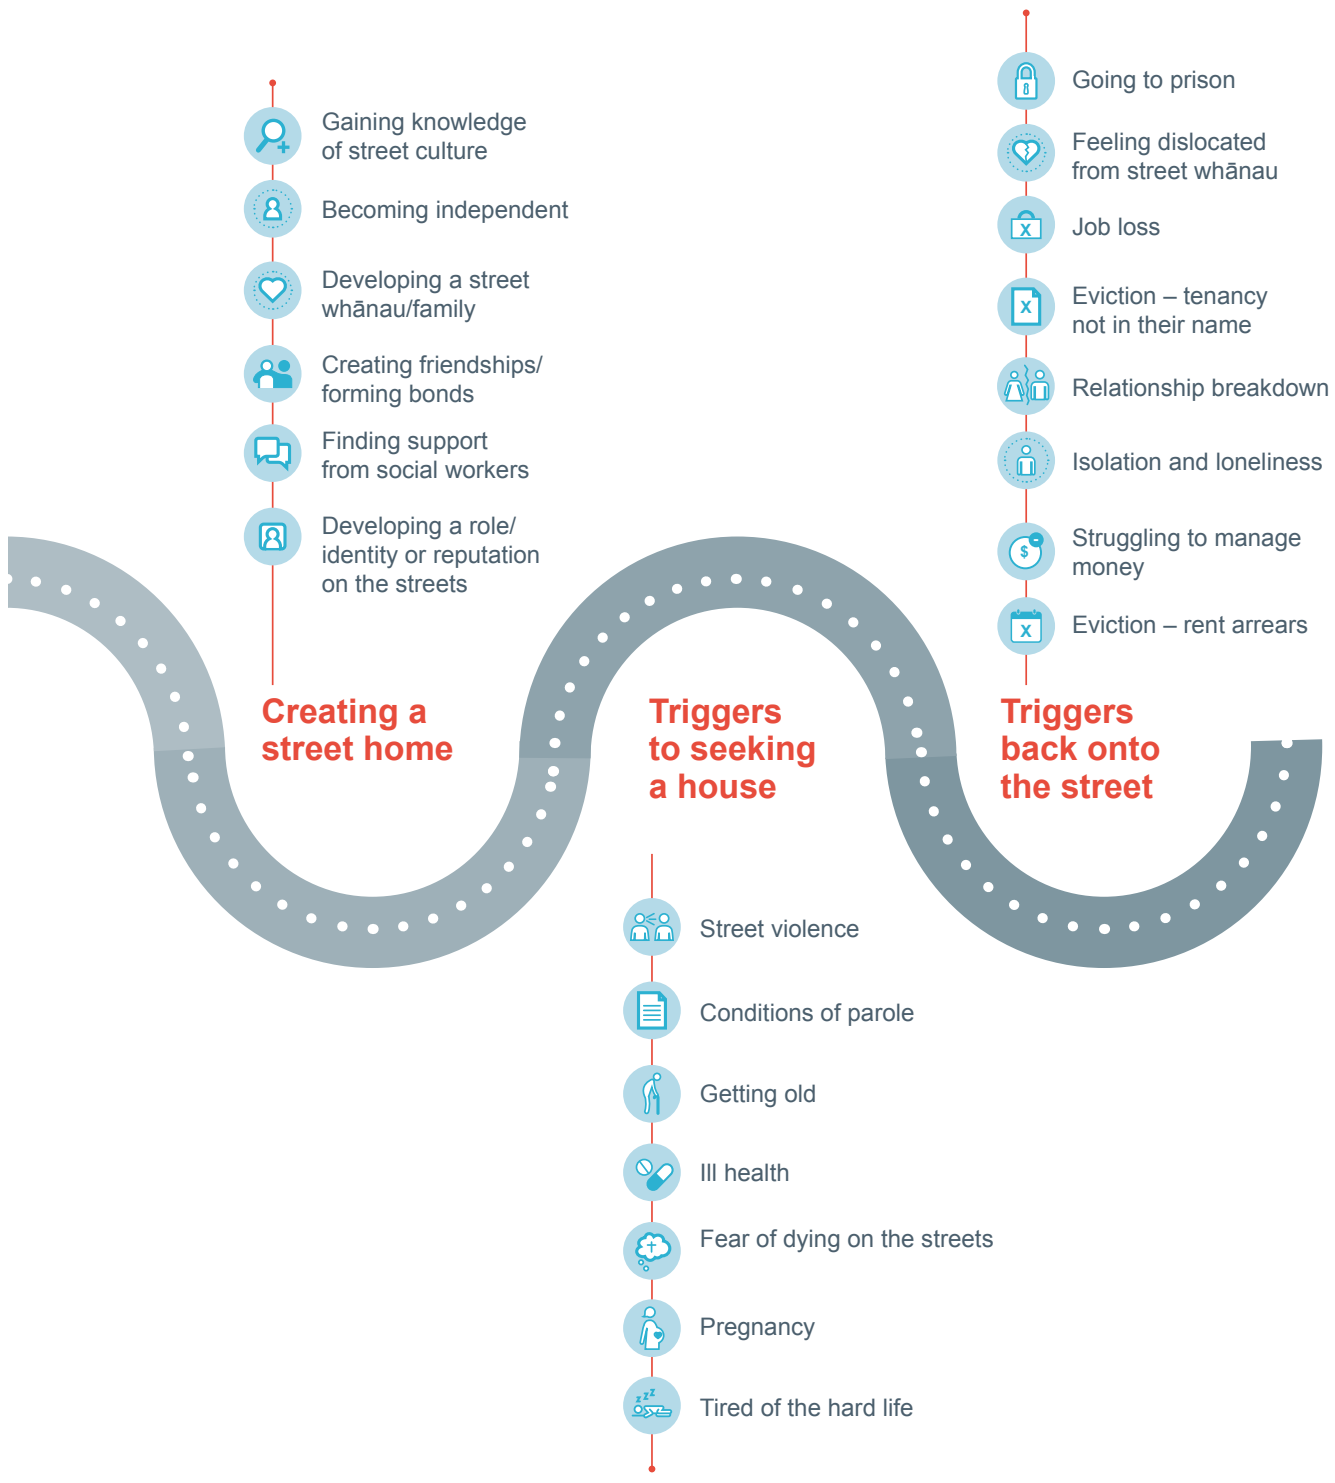 Gaining knowledge
of street culture
Becoming independent
Developing a street
whānau/family
Creating friendships/
forming bonds
Finding support
from social workers
Developing a role/
identity or reputation
on the streets
Creating a
street home
Triggers
to seeking
a house
Street violence
Conditions of parole
Getting old
Ill health
Fear of dying on the streets
Pregnancy
z z z
Tired of the hard life
Going to prison
Feeling dislocated
from street whānau
X
Job loss
X
Eviction – tenancy
not in their name
Relationship breakdown
Isolation and loneliness
$
Struggling to manage
money
X
Eviction – rent arrears
Triggers
back onto
the street